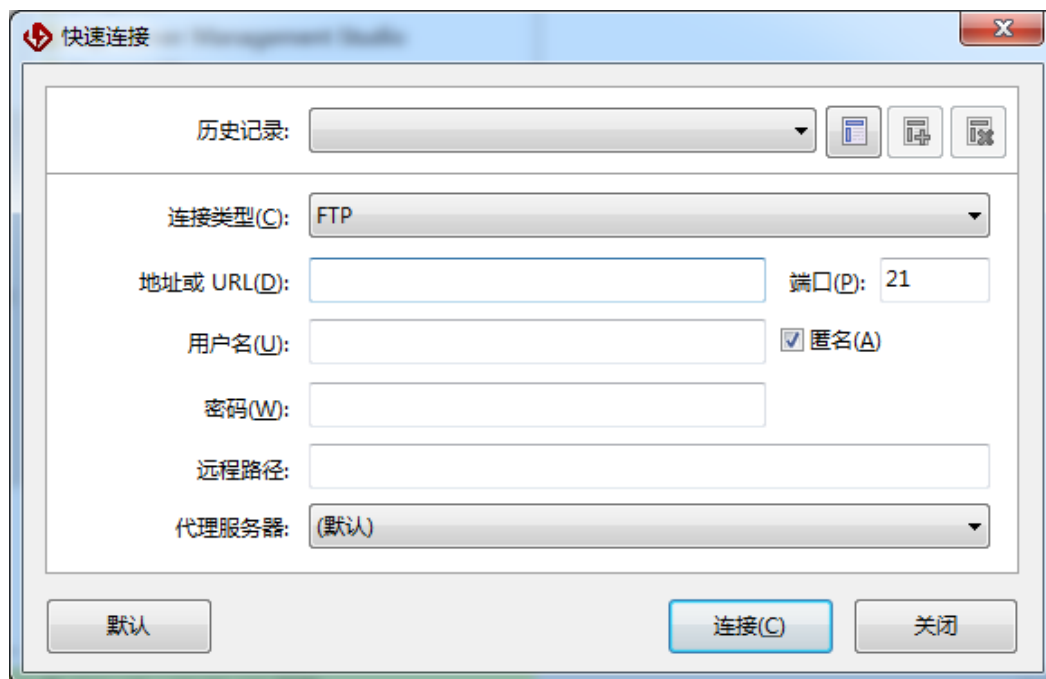 快速连接
历史记录:
连接类型(C): FTP
地址或 URL(D): 端口(P): 21
用户名(U): 匿名(A)
密码(W):
远程路径:
代理服务器: (默认)
默认 连接(C) 关闭